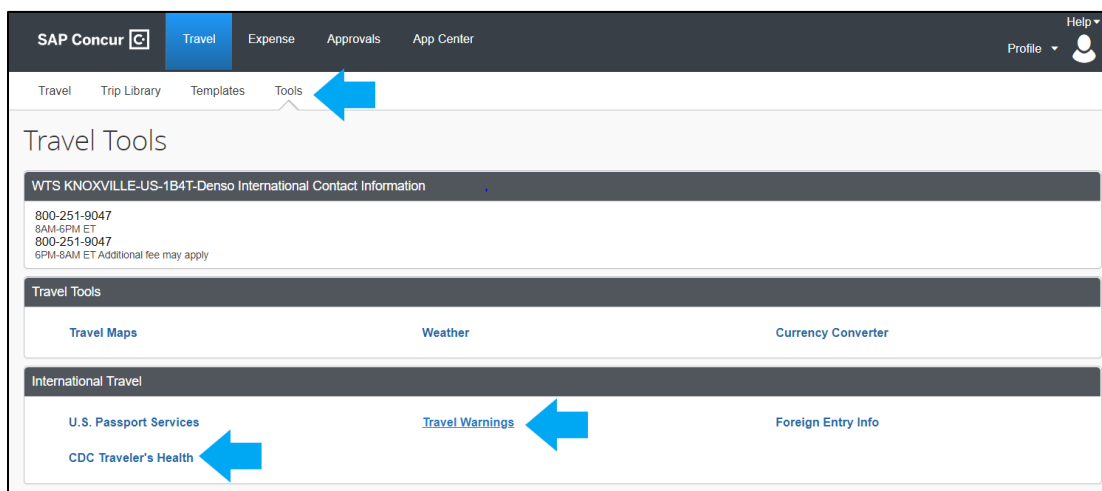 Help
SAP Concur C Travel Expense Approvals App Center
Profile
Travel Trip Library Templates Tools
Travel Tools
WTS KNOXVILLE-US-1B4T-Denso International Contact Information
800-251-9047
8AM-6PM ET
800-251-9047
6PM-8AM ET Additional fee may apply
Travel Tools
Travel Maps Weather Currency Converter
International Travel
U.S. Passport Services Travel Warnings Foreign Entry Info
CDC Traveler's Health